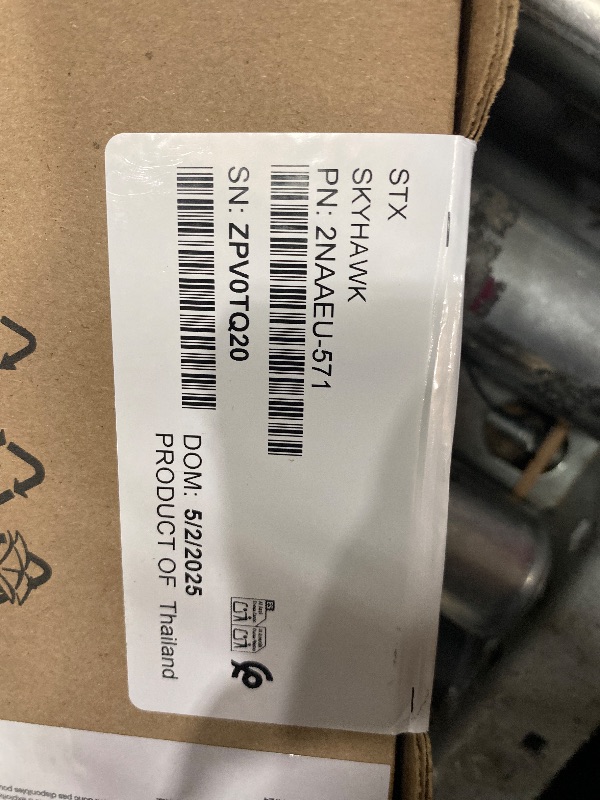 STX
SKYHAWK
PN: 2NAAEU-571
SN: ZPV0TQ20
DOM: 5/2/2025
PRODUCT OF Thailand